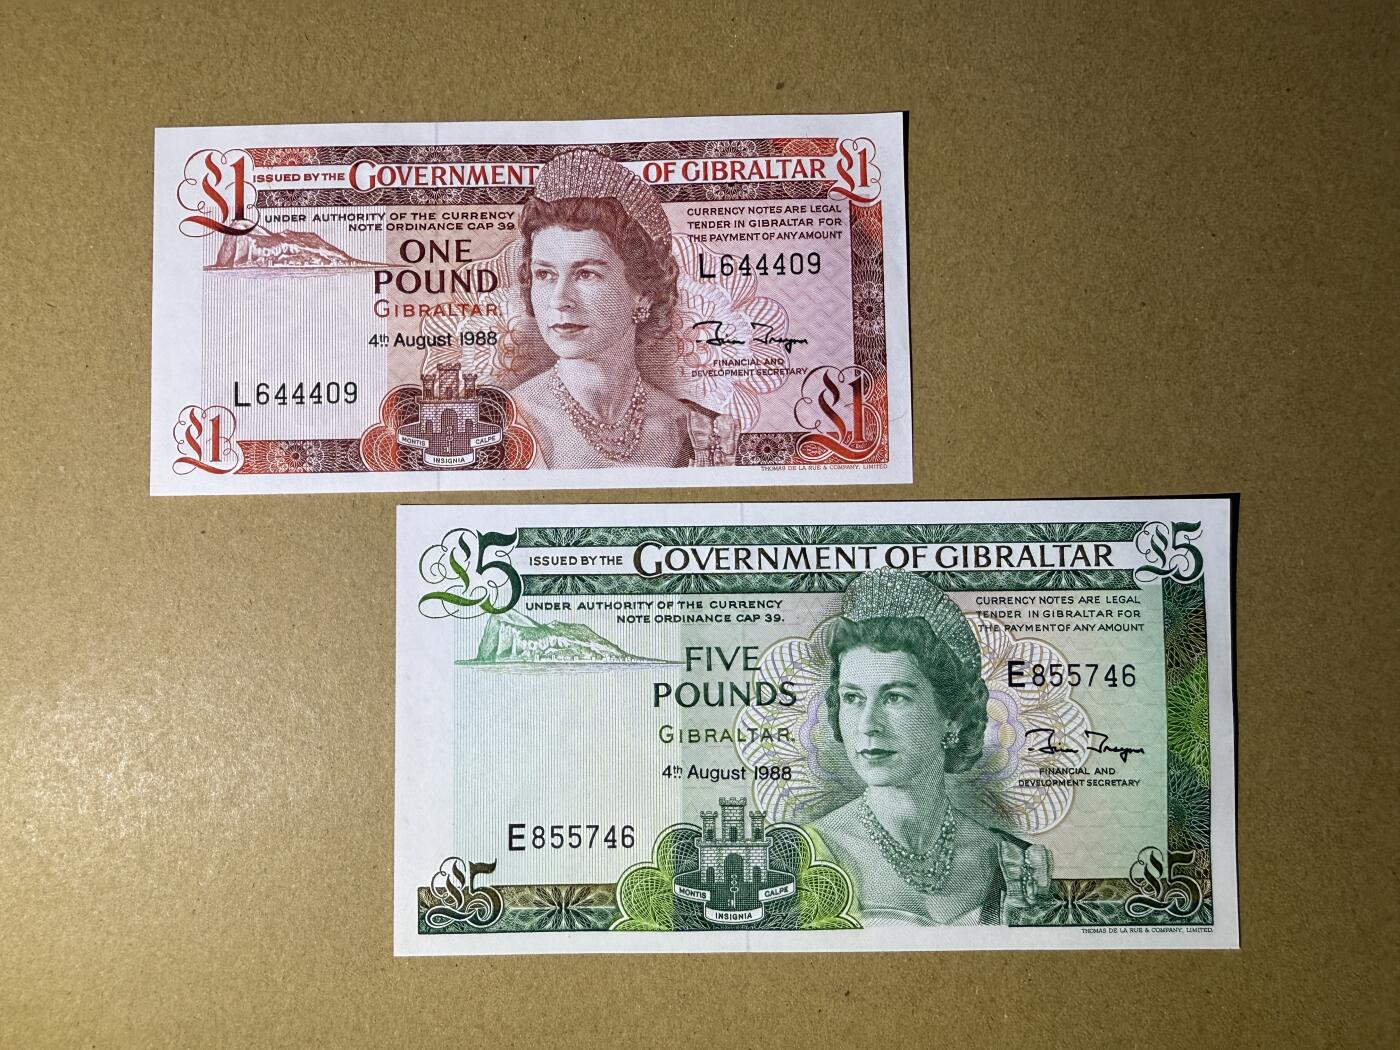 £1 ISSUED BY THE GOVERNMENT OF GIBRALTAR £1
UNDER AUTHORITY OF THE CURRENCY
NOTE ORDINANCE CAP 39.
CURRENCY NOTES ARE LEGAL
TENDER IN GIBRALTAR FOR
THE PAYMENT OF ANY AMOUNT
ONE
POUND
GIBRALTAR.
4th August 1988
L644409
FINANCIAL AND
DEVELOPMENT SECRETARY
L644409
MONTIS CALPE
INSIGNIA
£1 £1
THOMAS DE LA RUE & COMPANY, LIMITED
£5 ISSUED BY THE GOVERNMENT OF GIBRALTAR £5
UNDER AUTHORITY OF THE CURRENCY
NOTE ORDINANCE CAP 39.
CURRENCY NOTES ARE LEGAL
TENDER IN GIBRALTAR FOR
THE PAYMENT OF ANY AMOUNT
FIVE
POUNDS
GIBRALTAR.
4th August 1988
E855746
FINANCIAL AND
DEVELOPMENT SECRETARY
E855746
MONTIS CALPE
INSIGNIA
£5 £5
THOMAS DE LA RUE & COMPANY, LIMITED.